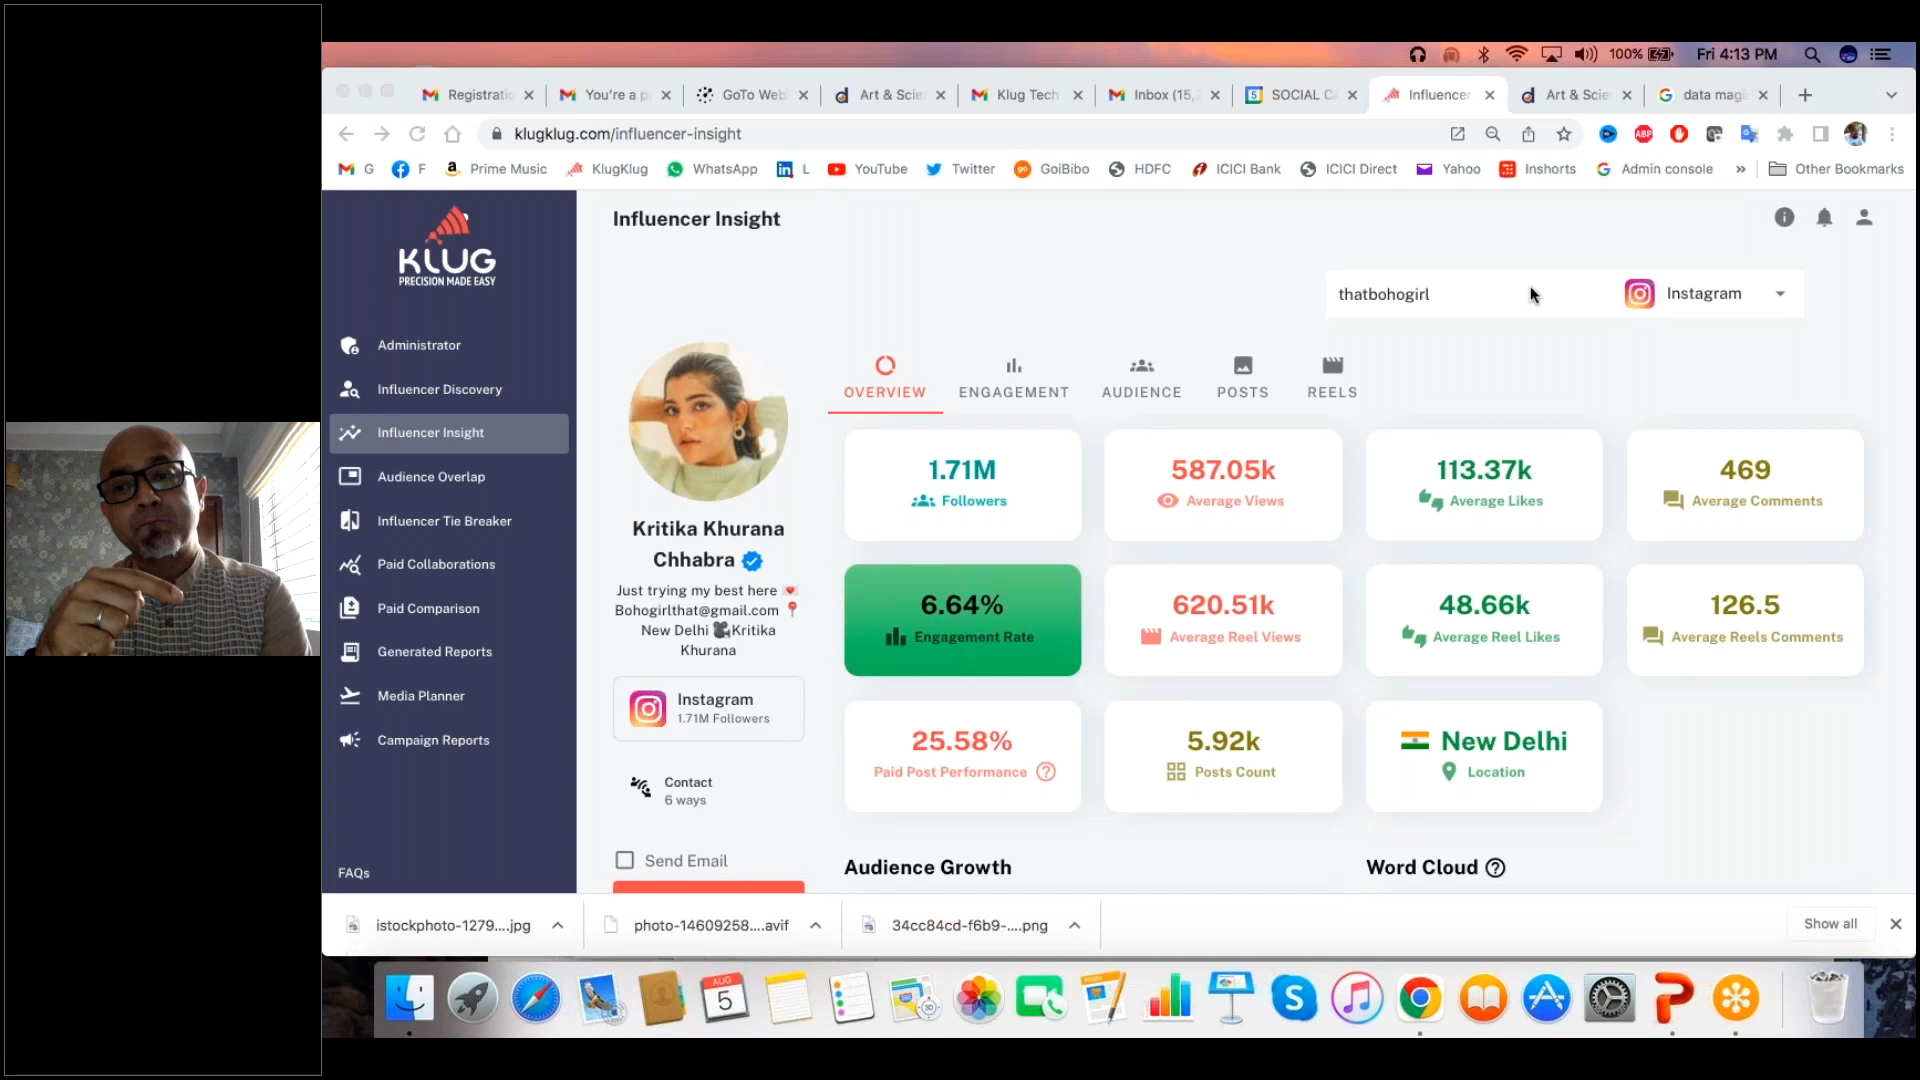 100%
Fri 4:13 PM
Registratio
You're a p
GoTo Web
Art & Scie
Klug Tech
Inbox (15,
SOCIAL CA
Influencer
Art & Scie
data magi
klugklug.com/influencer-insight
G
F
Prime Music
KlugKlug
WhatsApp
L
YouTube
Twitter
GoiBibo
HDFC
ICICI Bank
ICICI Direct
Yahoo
Inshorts
Admin console
»
Other Bookmarks
KLUG
PRECISION MADE EASY
Administrator
Influencer Discovery
Influencer Insight
Audience Overlap
Influencer Tie Breaker
Paid Collaborations
Paid Comparison
Generated Reports
Media Planner
Campaign Reports
FAQs
Influencer Insight
thatbohogirl
Instagram
Kritika Khurana
Chhabra
Just trying my best here 💌
Bohogirlthat@gmail.com 📍
New Delhi 🎥Kritika
Khurana
Instagram
1.71M Followers
Contact
6 ways
Send Email
OVERVIEW
ENGAGEMENT
AUDIENCE
POSTS
REELS
1.71M
Followers
587.05k
Average Views
113.37k
Average Likes
469
Average Comments
6.64%
Engagement Rate
620.51k
Average Reel Views
48.66k
Average Reel Likes
126.5
Average Reels Comments
25.58%
Paid Post Performance
5.92k
Posts Count
New Delhi
Location
Audience Growth
Word Cloud
istockphoto-1279....jpg
photo-14609258....avif
34cc84cd-f6b9-....png
Show all
AUG
5